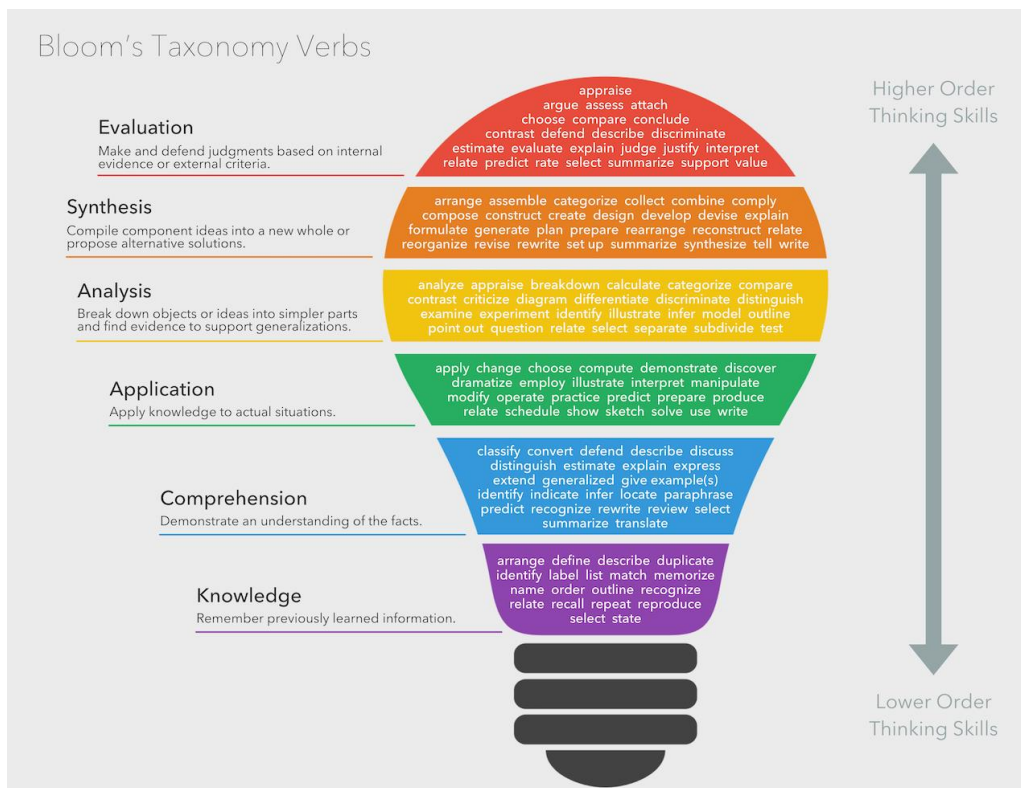 Bloom's Taxonomy Verbs
Higher Order
Thinking Skills
Evaluation
Make and defend judgments based on internal
evidence or external criteria.
appraise
argue assess attach
choose compare conclude
contrast defend describe discriminate
estimate evaluate explain judge justify interpret
relate predict rate select summarize support value
Synthesis
Compile component ideas into a new whole or
propose alternative solutions.
arrange assemble categorize collect combine comply
compose construct create design develop devise explain
formulate generate plan prepare rearrange reconstruct relate
reorganize revise rewrite set up summarize synthesize tell write
Analysis
Break down objects or ideas into simpler parts
and find evidence to support generalizations.
analyze appraise breakdown calculate categorize compare
contrast criticize diagram differentiate discriminate distinguish
examine experiment identify illustrate infer model outline
point out question relate select separate subdivide test
Application
Apply knowledge to actual situations.
apply change choose compute demonstrate discover
dramatize employ illustrate interpret manipulate
modify operate practice predict prepare produce
relate schedule show sketch solve use write
Comprehension
Demonstrate an understanding of the facts.
classify convert defend describe discuss
distinguish estimate explain express
extend generalized give example(s)
identify indicate infer locate paraphrase
predict recognize rewrite review select
summarize translate
Knowledge
Remember previously learned information.
arrange define describe duplicate
identify label list match memorize
name order outline recognize
relate recall repeat reproduce
select state
Lower Order
Thinking Skills